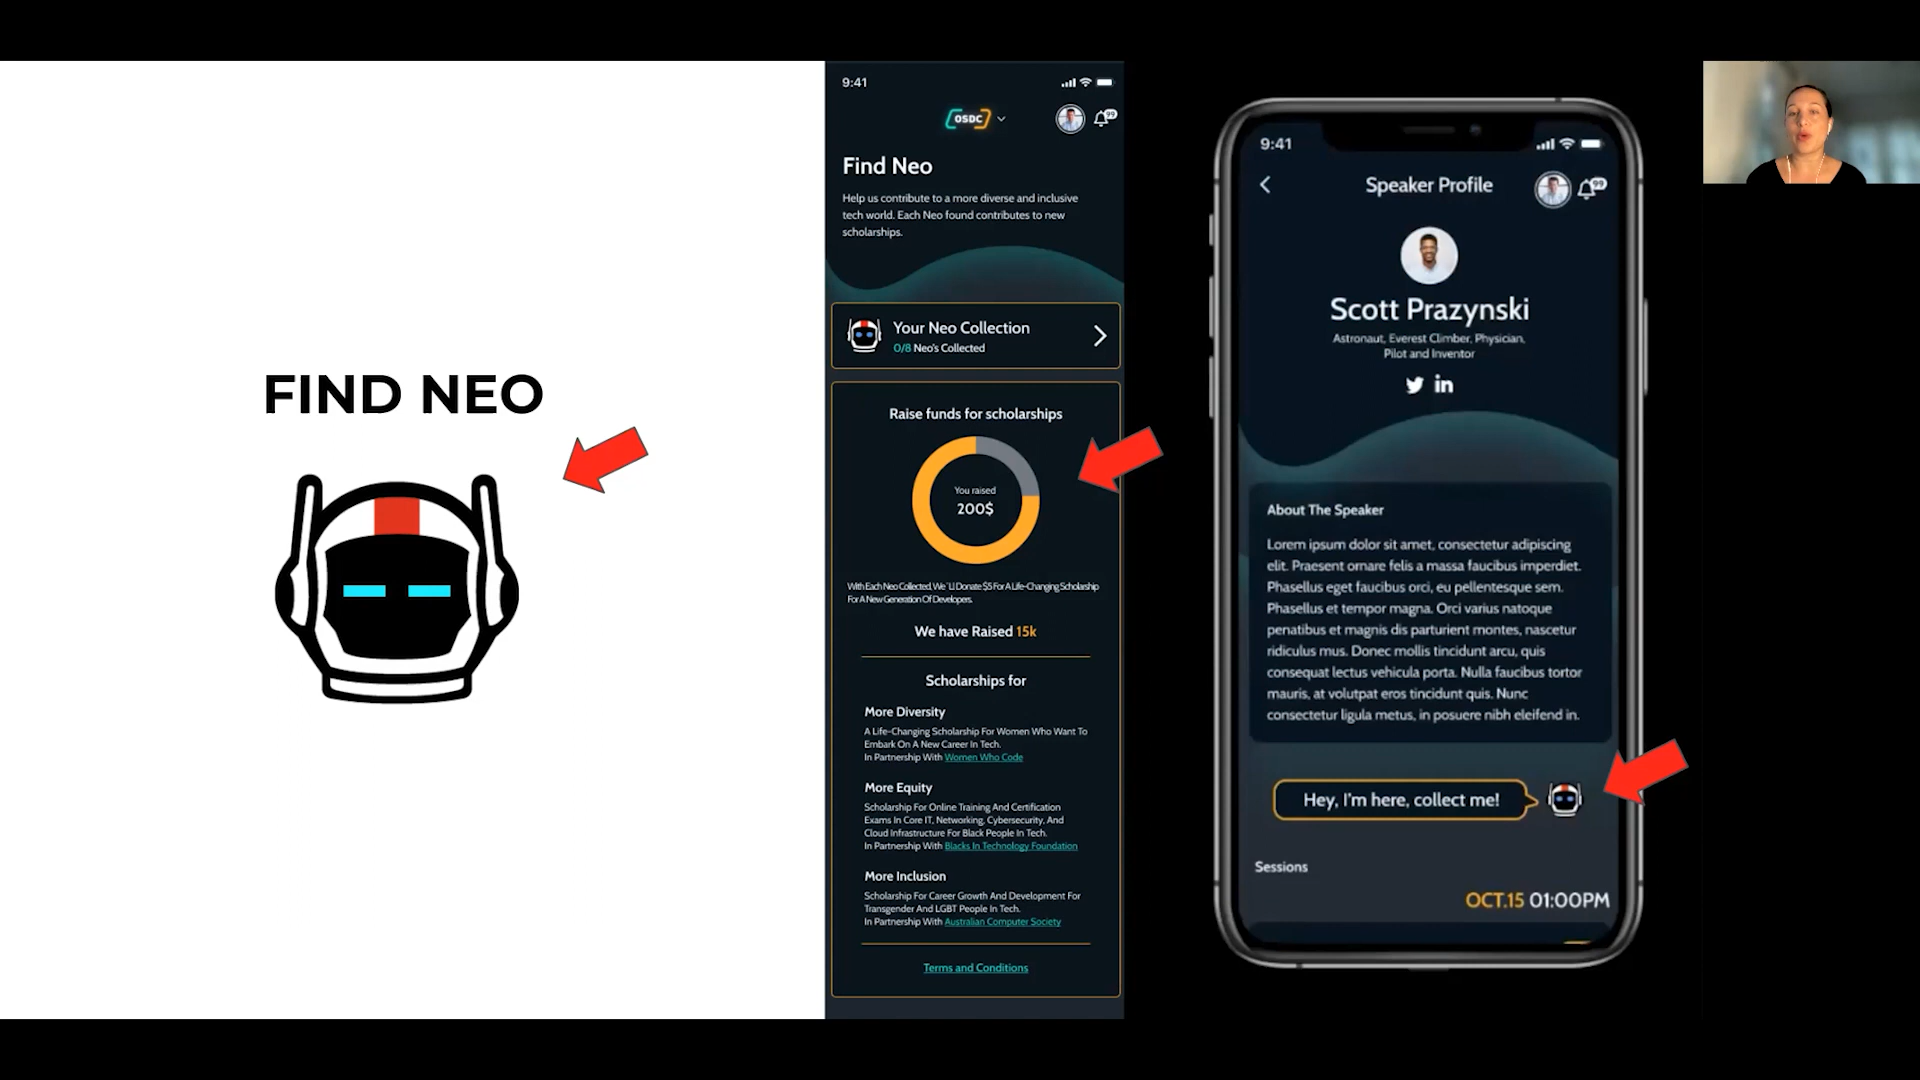 FIND NEO
9:41
OSDC
99
Find Neo
Help us contribute to a more diverse and inclusive
tech world. Each Neo found contributes to new
scholarships.
Your Neo Collection
0/8 Neo's Collected
Raise funds for scholarships
You raised
200$
With Each Neo Collected, We´Ll Donate $5 For A Life-Changing Scholarship
For A New Generation Of Developers.
We have Raised 15k
Scholarships for
More Diversity
A Life-Changing Scholarship For Women Who Want To
Embark On A New Career In Tech.
In Partnership With Women Who Code
More Equity
Scholarship For Online Training And Certification
Exams In Core IT, Networking, Cybersecurity, And
Cloud Infrastructure For Black People In Tech.
In Partnership With Blacks In Technology Foundation
More Inclusion
Scholarship For Career Growth And Development For
Transgender And LGBT People In Tech.
In Partnership With Australian Computer Society
Terms and Conditions
9:41
Speaker Profile
99
Scott Prazynski
Astronaut, Everest Climber, Physician,
Pilot and Inventor
in
About The Speaker
Lorem ipsum dolor sit amet, consectetur adipiscing
elit. Praesent ornare felis a massa faucibus imperdiet.
Phasellus eget faucibus orci, eu pellentesque sem.
Phasellus et tempor magna. Orci varius natoque
penatibus et magnis dis parturient montes, nascetur
ridiculus mus. Donec mollis tincidunt arcu, quis
consequat lectus vehicula porta. Nulla faucibus tortor
mauris, at volutpat eros tincidunt quis. Nunc
consectetur ligula metus, in posuere nibh eleifend in.
Hey, I'm here, collect me!
Sessions
OCT.15 01:00PM